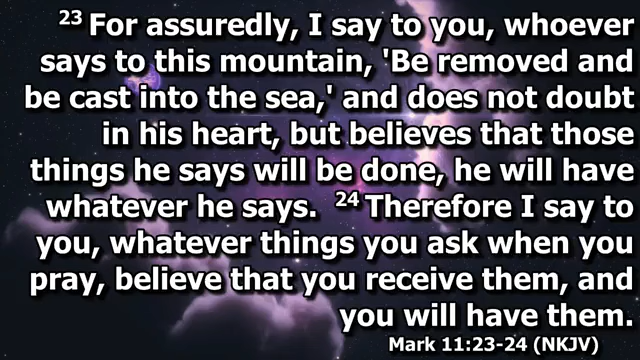 23 For assuredly, I say to you, whoever
says to this mountain, 'Be removed and
be cast into the sea,' and does not doubt
in his heart, but believes that those
things he says will be done, he will have
whatever he says. 24 Therefore I say to
you, whatever things you ask when you
pray, believe that you receive them, and
you will have them.
Mark 11:23-24 (NKJV)